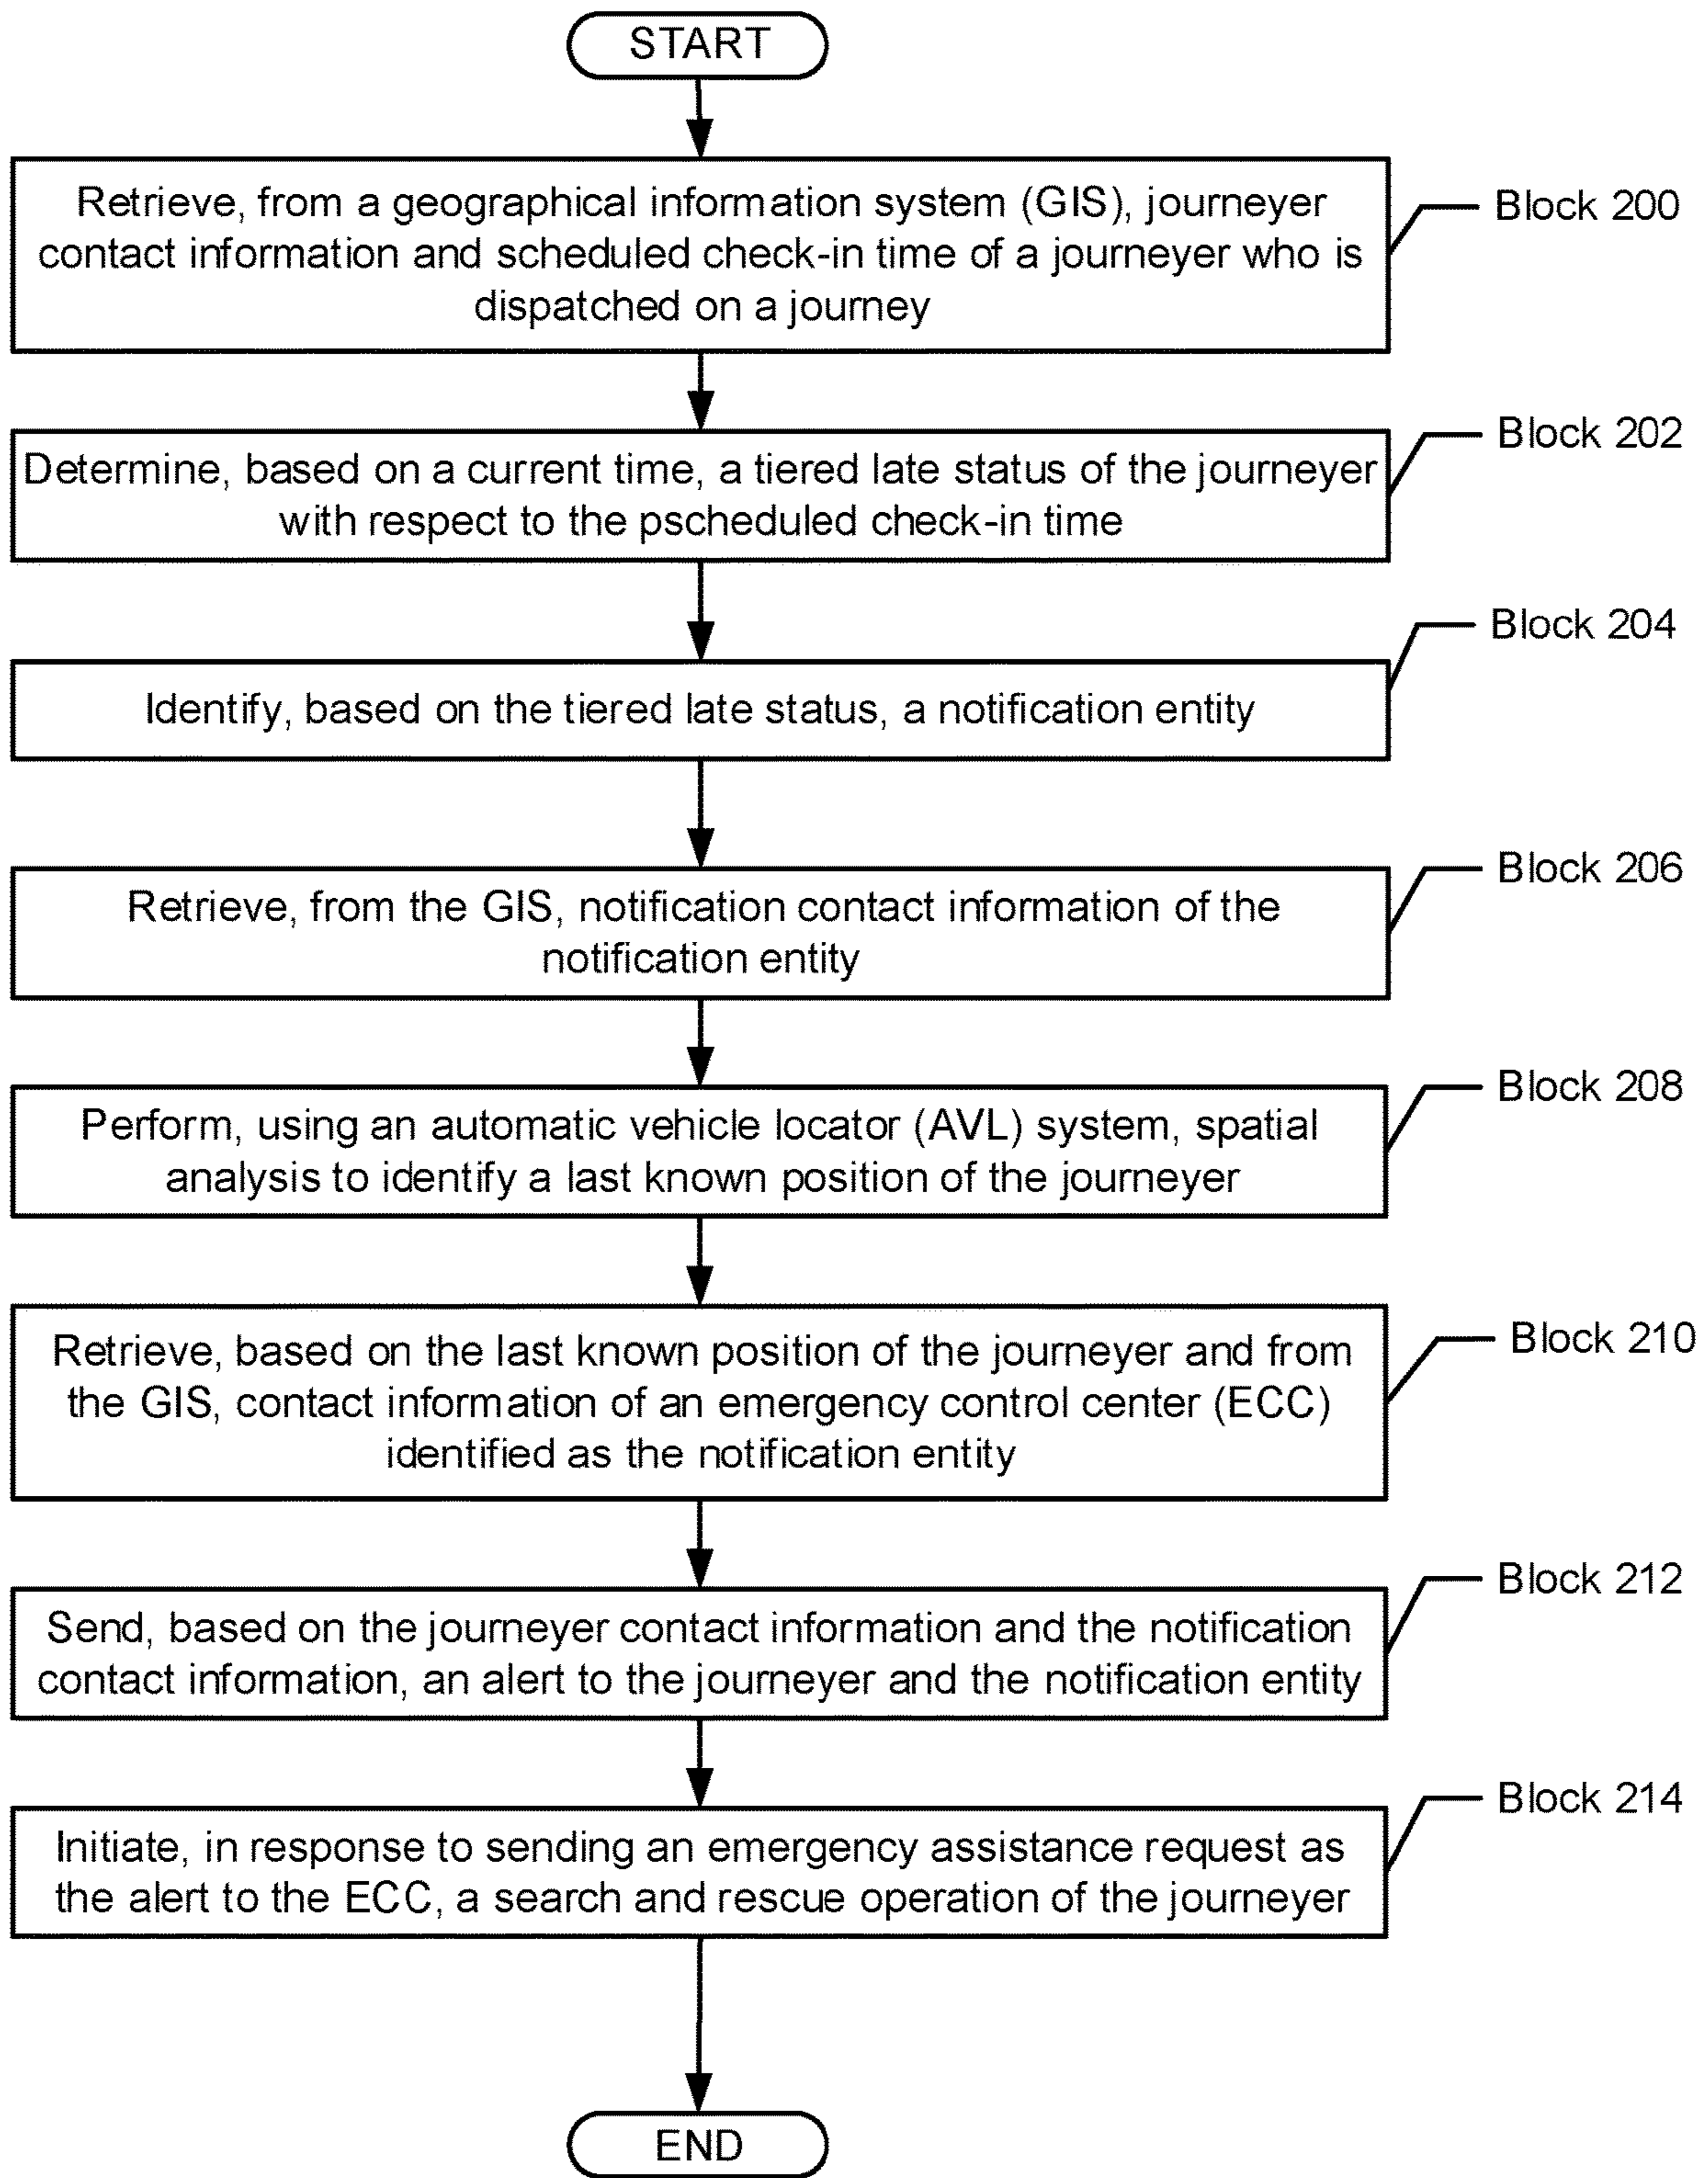 START
Retrieve, from a geographical information system (GIS), journeyer
contact information and scheduled check-in time of a journeyer who is
dispatched on a journey
Block 200
Determine, based on a current time, a tiered late status of the journeyer
with respect to the pscheduled check-in time
Block 202
Identify, based on the tiered late status, a notification entity
Block 204
Retrieve, from the GIS, notification contact information of the
notification entity
Block 206
Perform, using an automatic vehicle locator (AVL) system, spatial
analysis to identify a last known position of the journeyer
Block 208
Retrieve, based on the last known position of the journeyer and from
the GIS, contact information of an emergency control center (ECC)
identified as the notification entity
Block 210
Send, based on the journeyer contact information and the notification
contact information, an alert to the journeyer and the notification entity
Block 212
Initiate, in response to sending an emergency assistance request as
the alert to the ECC, a search and rescue operation of the journeyer
Block 214
END